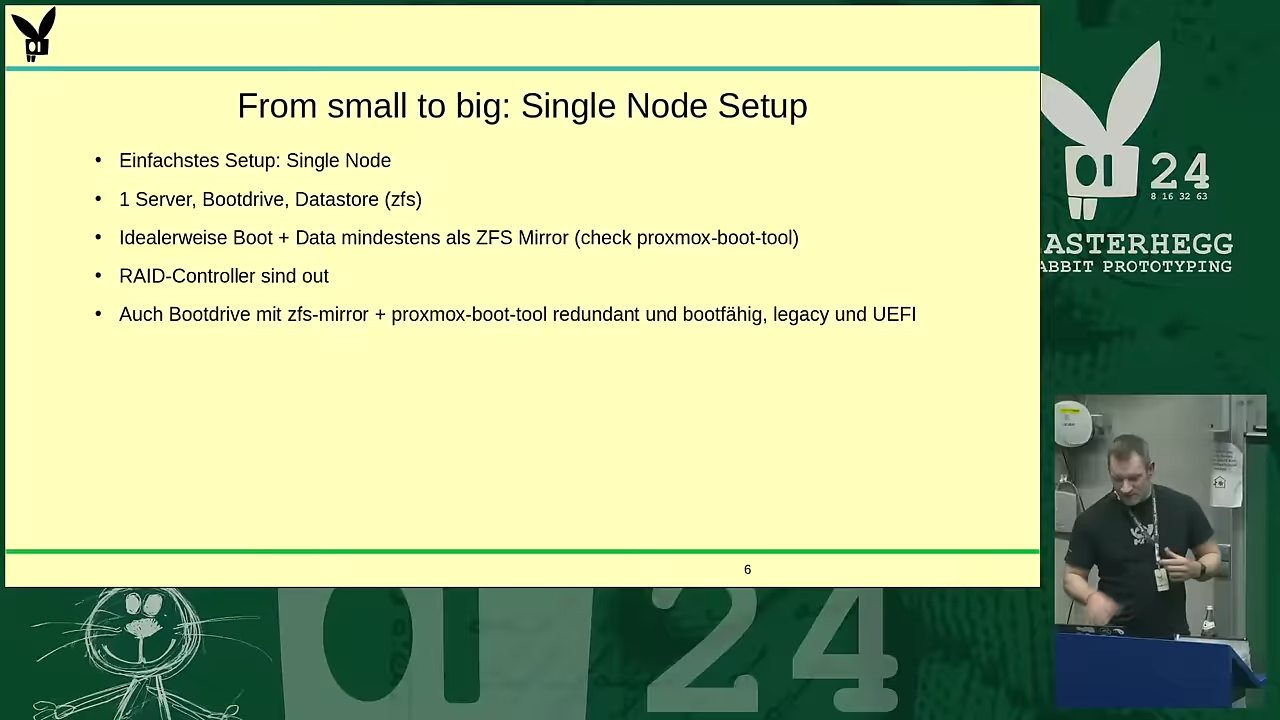 From small to big: Single Node Setup
• Einfachstes Setup: Single Node
• 1 Server, Bootdrive, Datastore (zfs)
• Idealerweise Boot + Data mindestens als ZFS Mirror (check proxmox-boot-tool)
• RAID-Controller sind out
• Auch Bootdrive mit zfs-mirror + proxmox-boot-tool redundant und bootfähig, legacy und UEFI
6
24
8 16 32 63
ASTERHEGG
ABBIT PROTOTYPING
24